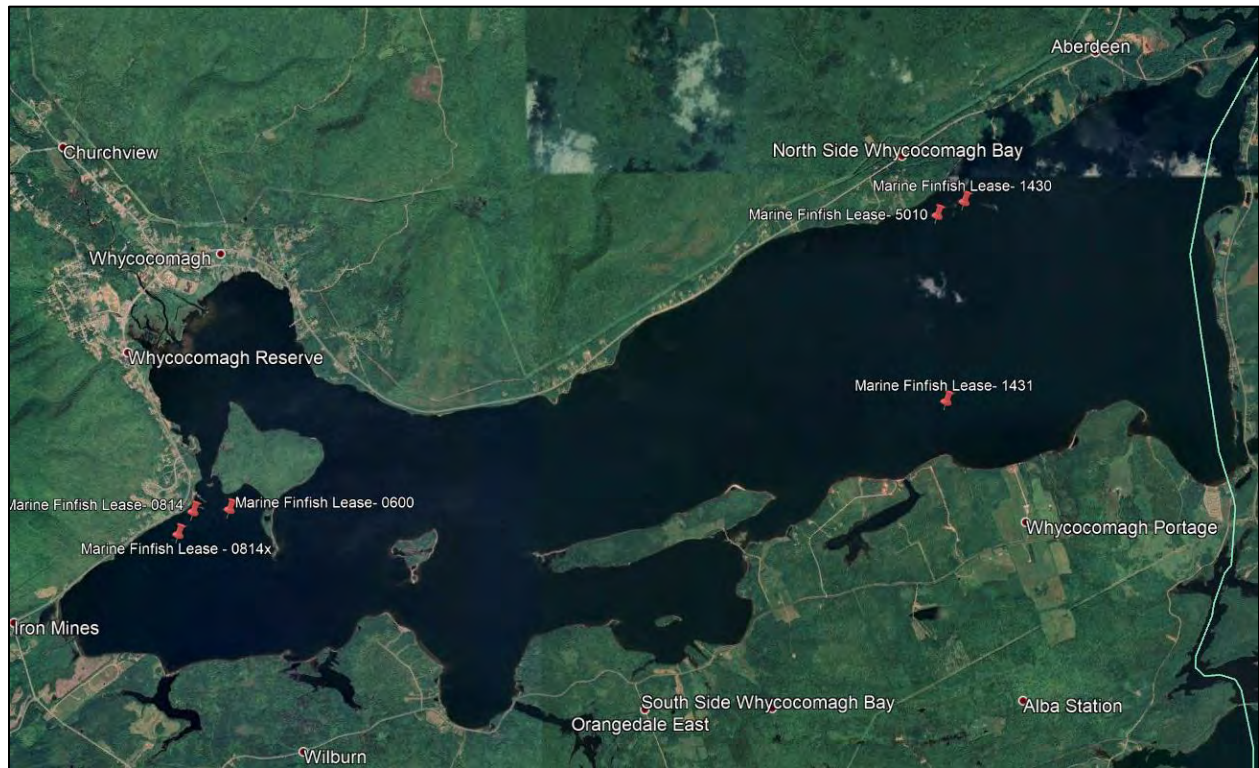 Aberdeen
Churchview
North Side Whycocomagh Bay
Marine Finfish Lease- 1430
Marine Finfish Lease- 5010
Whycocomagh
Whycocomagh Reserve
Marine Finfish Lease- 1431
Marine Finfish Lease- 0814
Marine Finfish Lease- 0600
Whycocomagh Portage
Marine Finfish Lease - 0814x
Iron Mines
South Side Whycocomagh Bay
Alba Station
Orangedale East
Wilburn